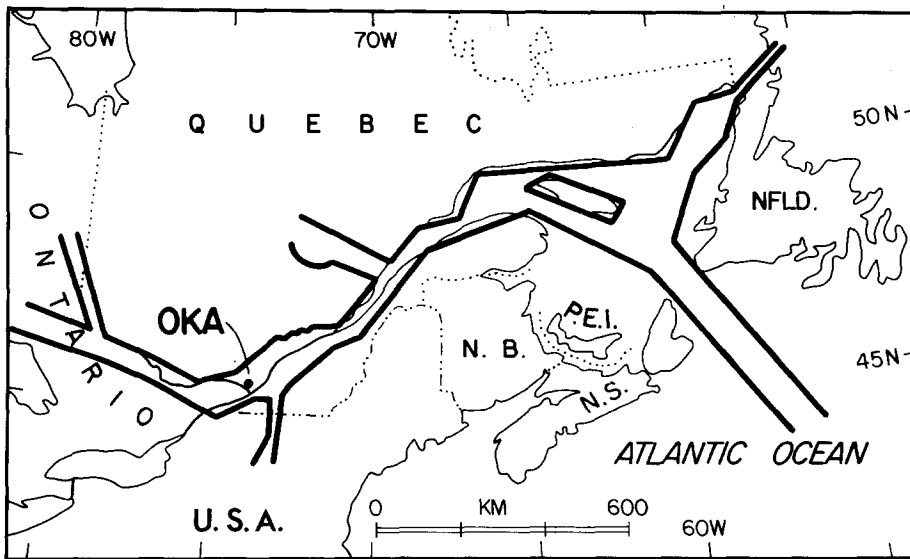 80W
70W
50N
QUEBEC
ONTARIO
NFLD.
OKA
P.E.I.
N. B.
45N
N.S.
ATLANTIC OCEAN
0 KM 600
U.S.A.
60W